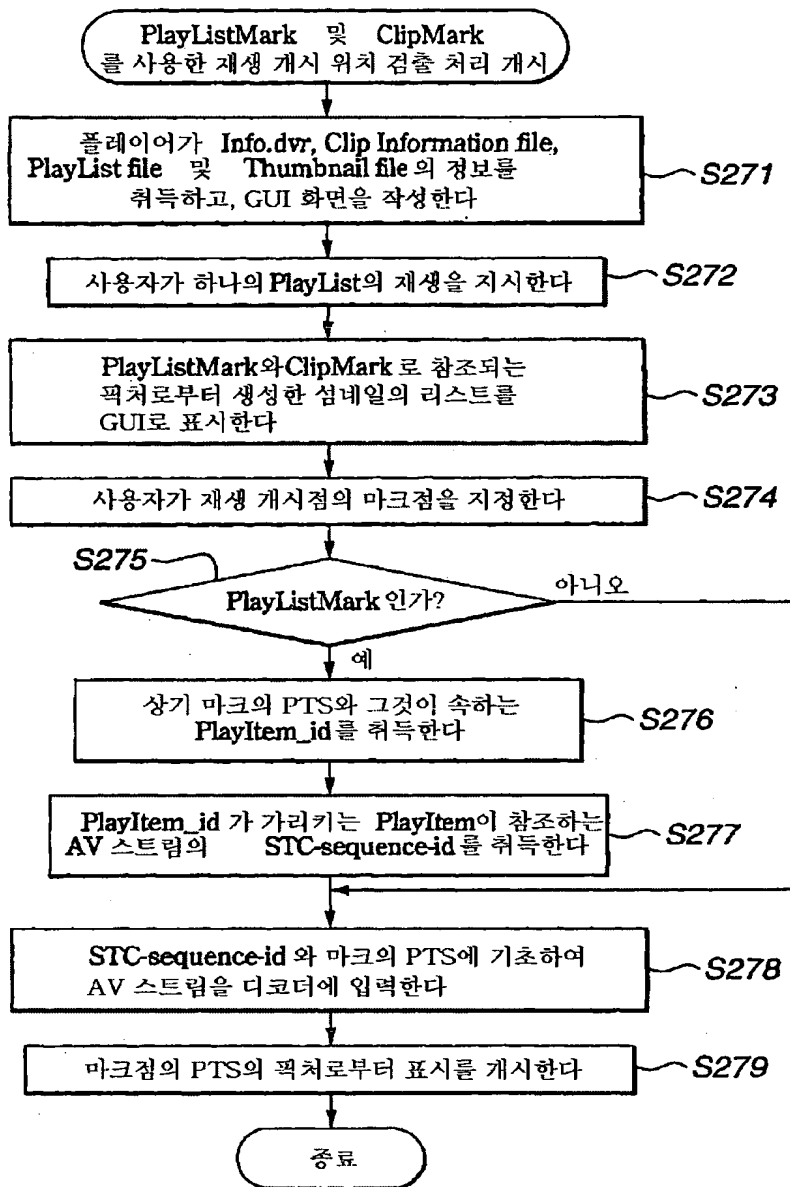 PlayListMark 및 ClipMark
를 사용한 재생 개시 위치 검출 처리 개시
플레이어가 Info.dvr, Clip Information file,
PlayList file 및 Thumbnail file 의 정보를
취득하고, GUI 화면을 작성한다
S271
사용자가 하나의 PlayList의 재생을 지시한다
S272
PlayListMark와ClipMark 로 참조되는
픽처로부터 생성한 섬네일의 리스트를
GUI로 표시한다
S273
사용자가 재생 개시점의 마크점을 지정한다
S274
S275
PlayListMark 인가?
아니오
예
상기 마크의 PTS와 그것이 속하는
PlayItem_id를 취득한다
S276
PlayItem_id 가 가리키는 PlayItem이 참조하는
AV 스트림의 STC-sequence-id를 취득한다
S277
STC-sequence-id 와 마크의 PTS에 기초하여
AV 스트림을 디코더에 입력한다
S278
마크점의 PTS의 픽처로부터 표시를 개시한다
S279
종료